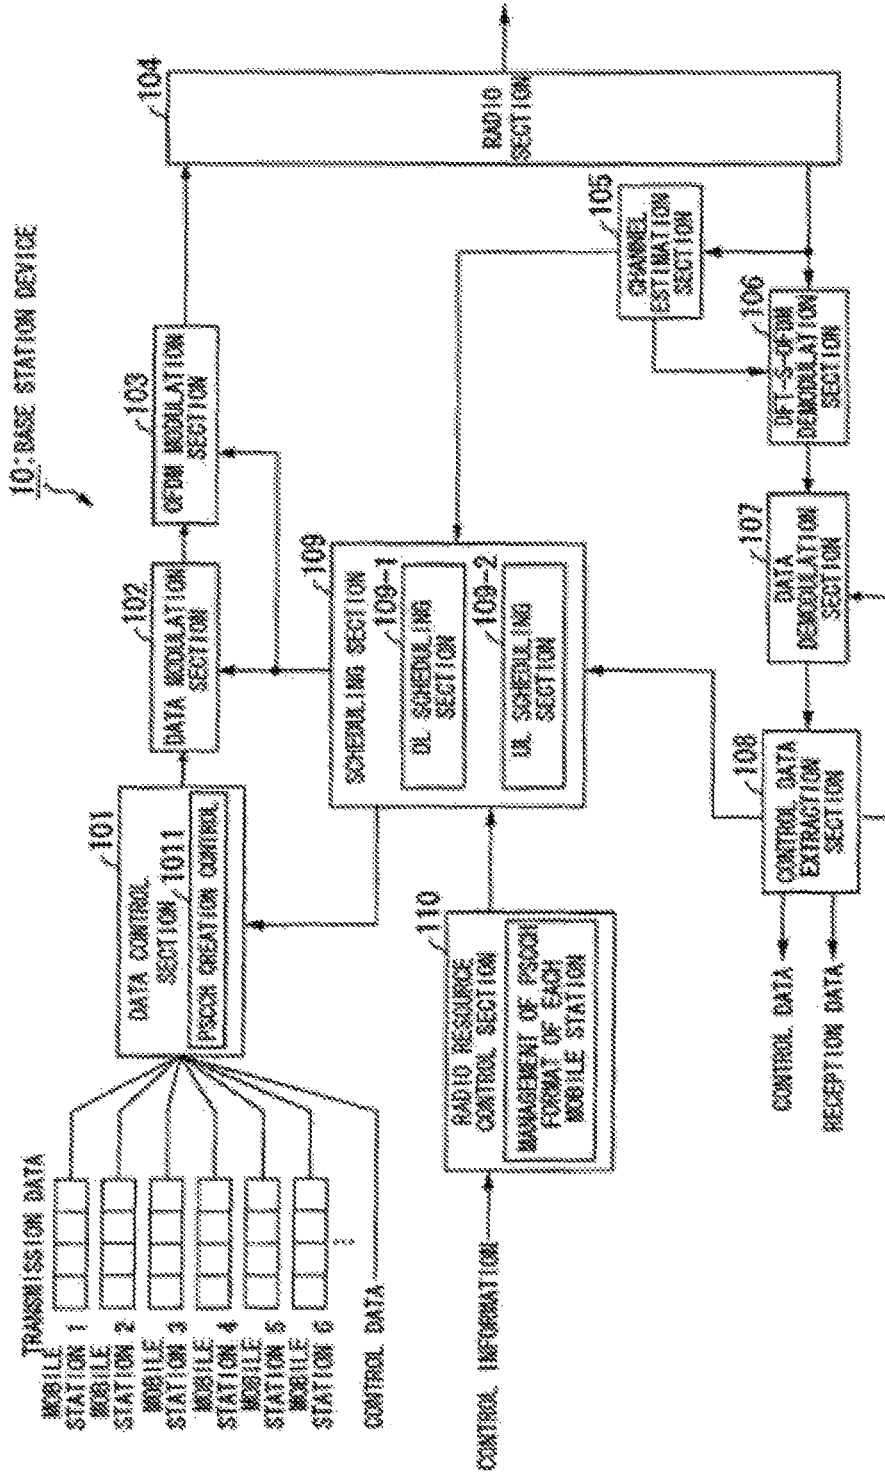 10:BASE STATION DEVICE
TRANSMISSION DATA
MOBILE
STATION 1
MOBILE
STATION 2
MOBILE
STATION 3
MOBILE
STATION 4
MOBILE
STATION 5
MOBILE
STATION 6
CONTROL DATA
101
DATA CONTROL
SECTION
1011
PSCCH CREATION CONTROL
102
DATA MODULATION
SECTION
103
OFDM MODULATION
SECTION
104
RADIO
SECTION
109
SCHEDULING SECTION
109-1
DL SCHEDULING
SECTION
109-2
UL SCHEDULING
SECTION
105
CHANNEL
ESTIMATION
SECTION
CONTROL INFORMATION
110
RADIO RESOURCE
CONTROL SECTION
MANAGEMENT OF PSCCH
FORMAT OF EACH
MOBILE STATION
106
DFT-S-OFDM
DEMODULATION
SECTION
107
DATA
DEMODULATION
SECTION
108
CONTROL DATA
EXTRACTION
SECTION
CONTROL DATA
RECEPTION DATA